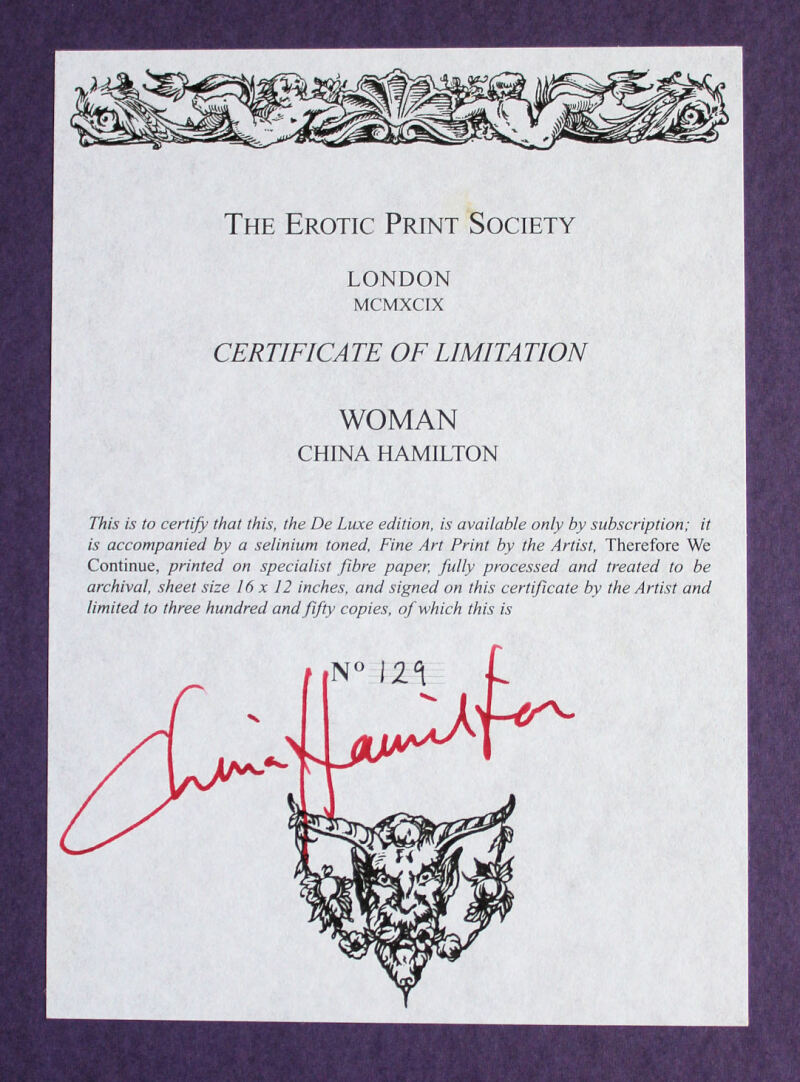 THE EROTIC PRINT SOCIETY
LONDON
MCMXCIX
CERTIFICATE OF LIMITATION
WOMAN
CHINA HAMILTON
This is to certify that this, the De Luxe edition, is available only by subscription; it
is accompanied by a selinium toned, Fine Art Print by the Artist, Therefore We
Continue, printed on specialist fibre paper, fully processed and treated to be
archival, sheet size 16 x 12 inches, and signed on this certificate by the Artist and
limited to three hundred and fifty copies, of which this is
Nº 129
China Hamilton